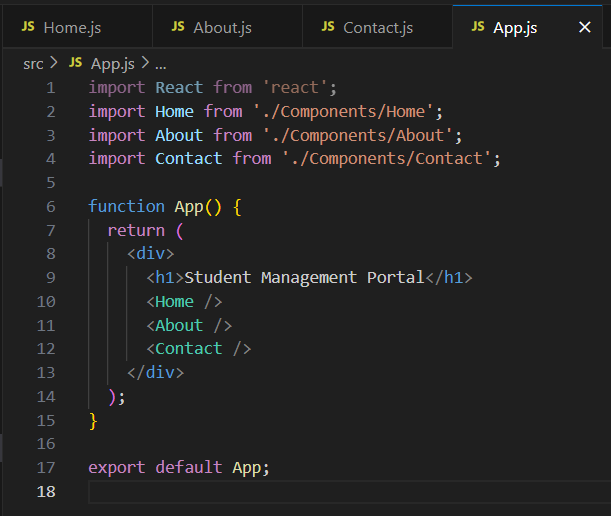 JS Home.js JS About.js JS Contact.js JS App.js ×
src > JS App.js > ...
1 import React from 'react';
2 import Home from './Components/Home';
3 import About from './Components/About';
4 import Contact from './Components/Contact';
5
6 function App() {
7   return (
8     <div>
9       <h1>Student Management Portal</h1>
10       <Home />
11       <About />
12       <Contact />
13     </div>
14   );
15 }
16
17 export default App;
18